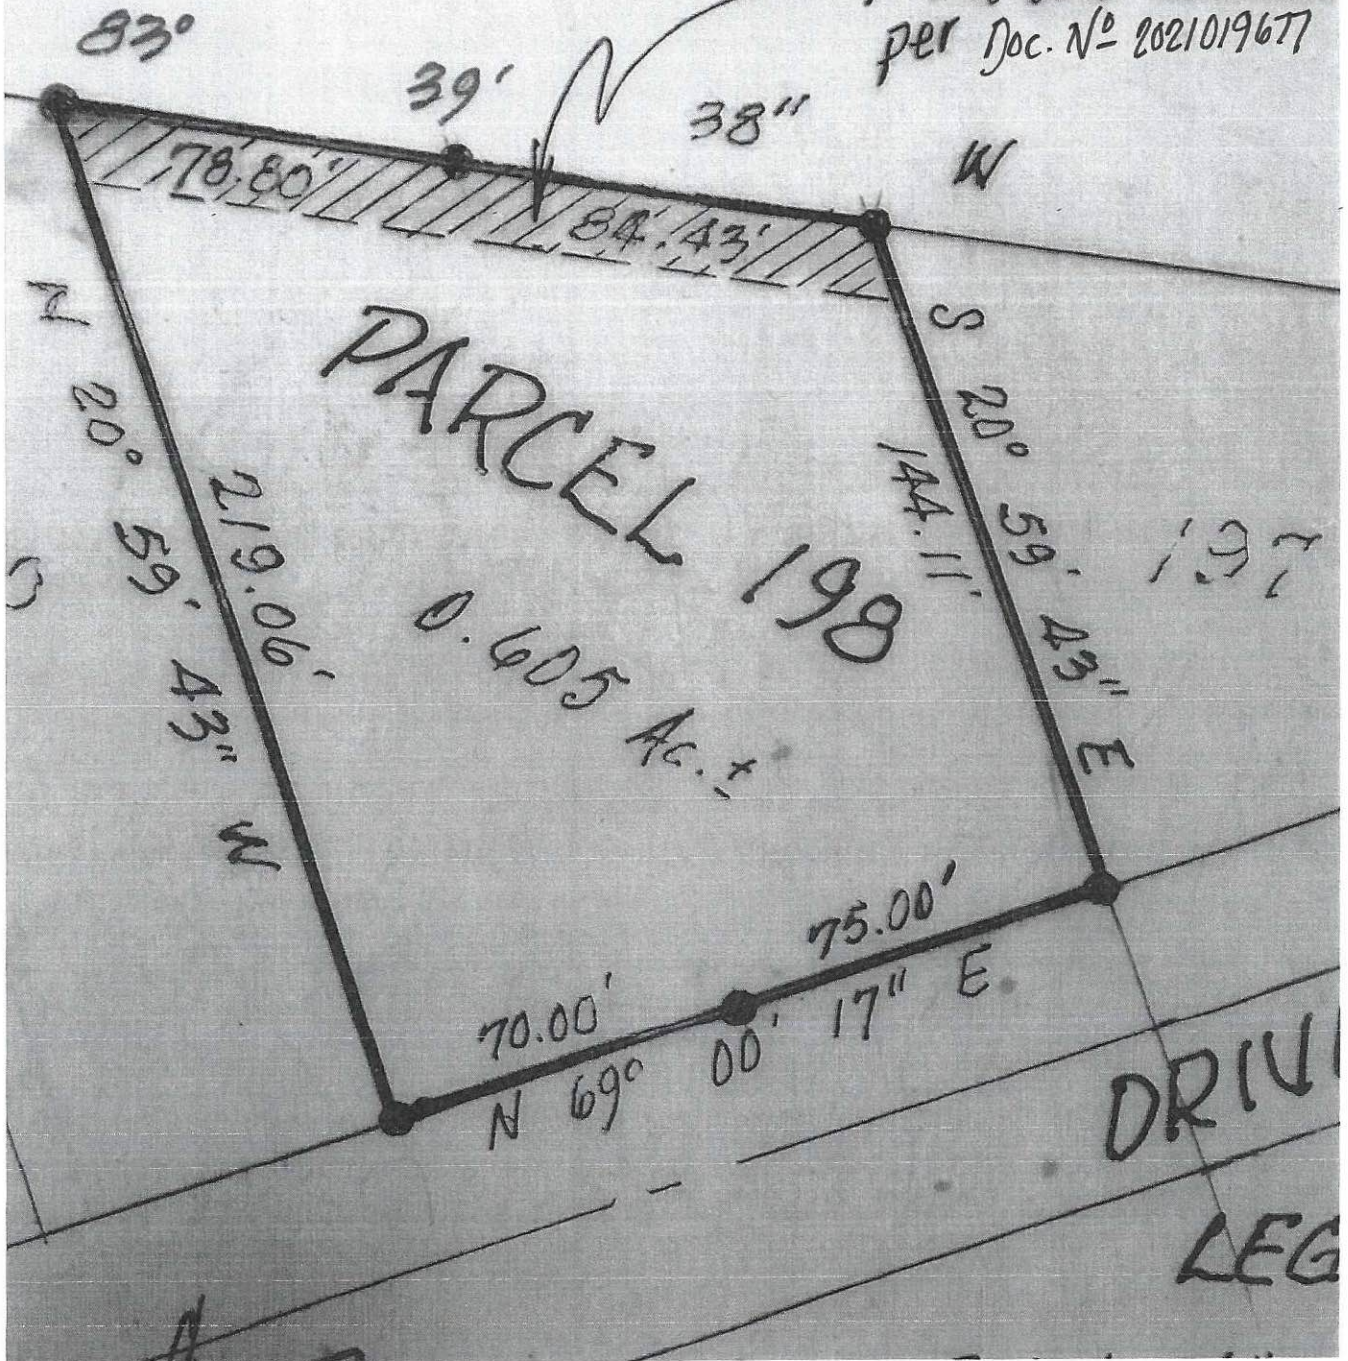 83° 39' 38" W
per Doc. Nº 2021019677
78.80'
84.43'
N 20° 59' 43" W
219.06'
PARCEL 198
0.605 Ac. ±
S 20° 59' 43" E
144.11'
197
70.00'
75.00'
N 69° 00' 17" E
DRIV
LEG